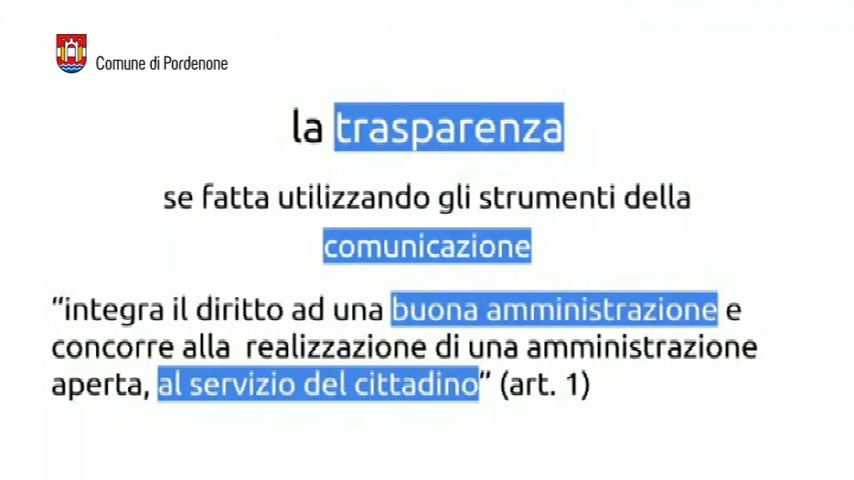 Comune di Pordenone
la trasparenza
se fatta utilizzando gli strumenti della
comunicazione
“integra il diritto ad una buona amministrazione e
concorre alla realizzazione di una amministrazione
aperta, al servizio del cittadino” (art. 1)